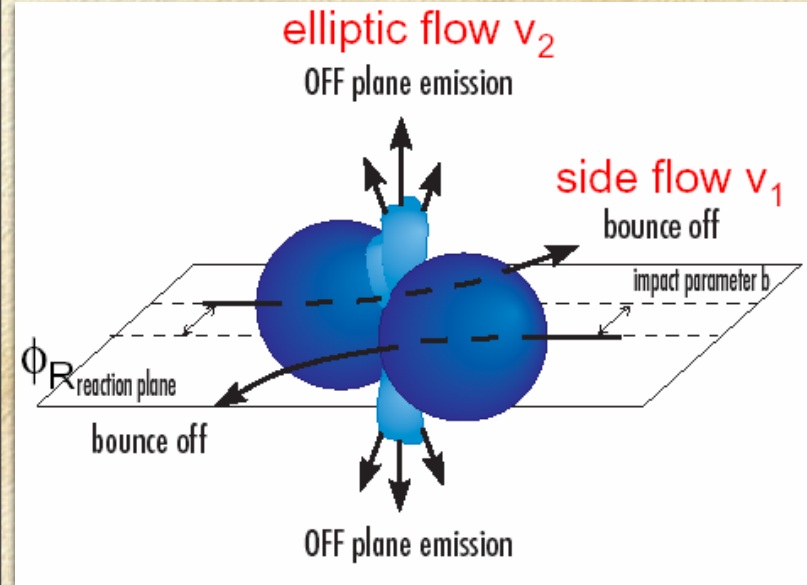 elliptic flow v2
OFF plane emission
side flow v1
bounce off
impact parameter b
ϕR reaction plane
bounce off
OFF plane emission